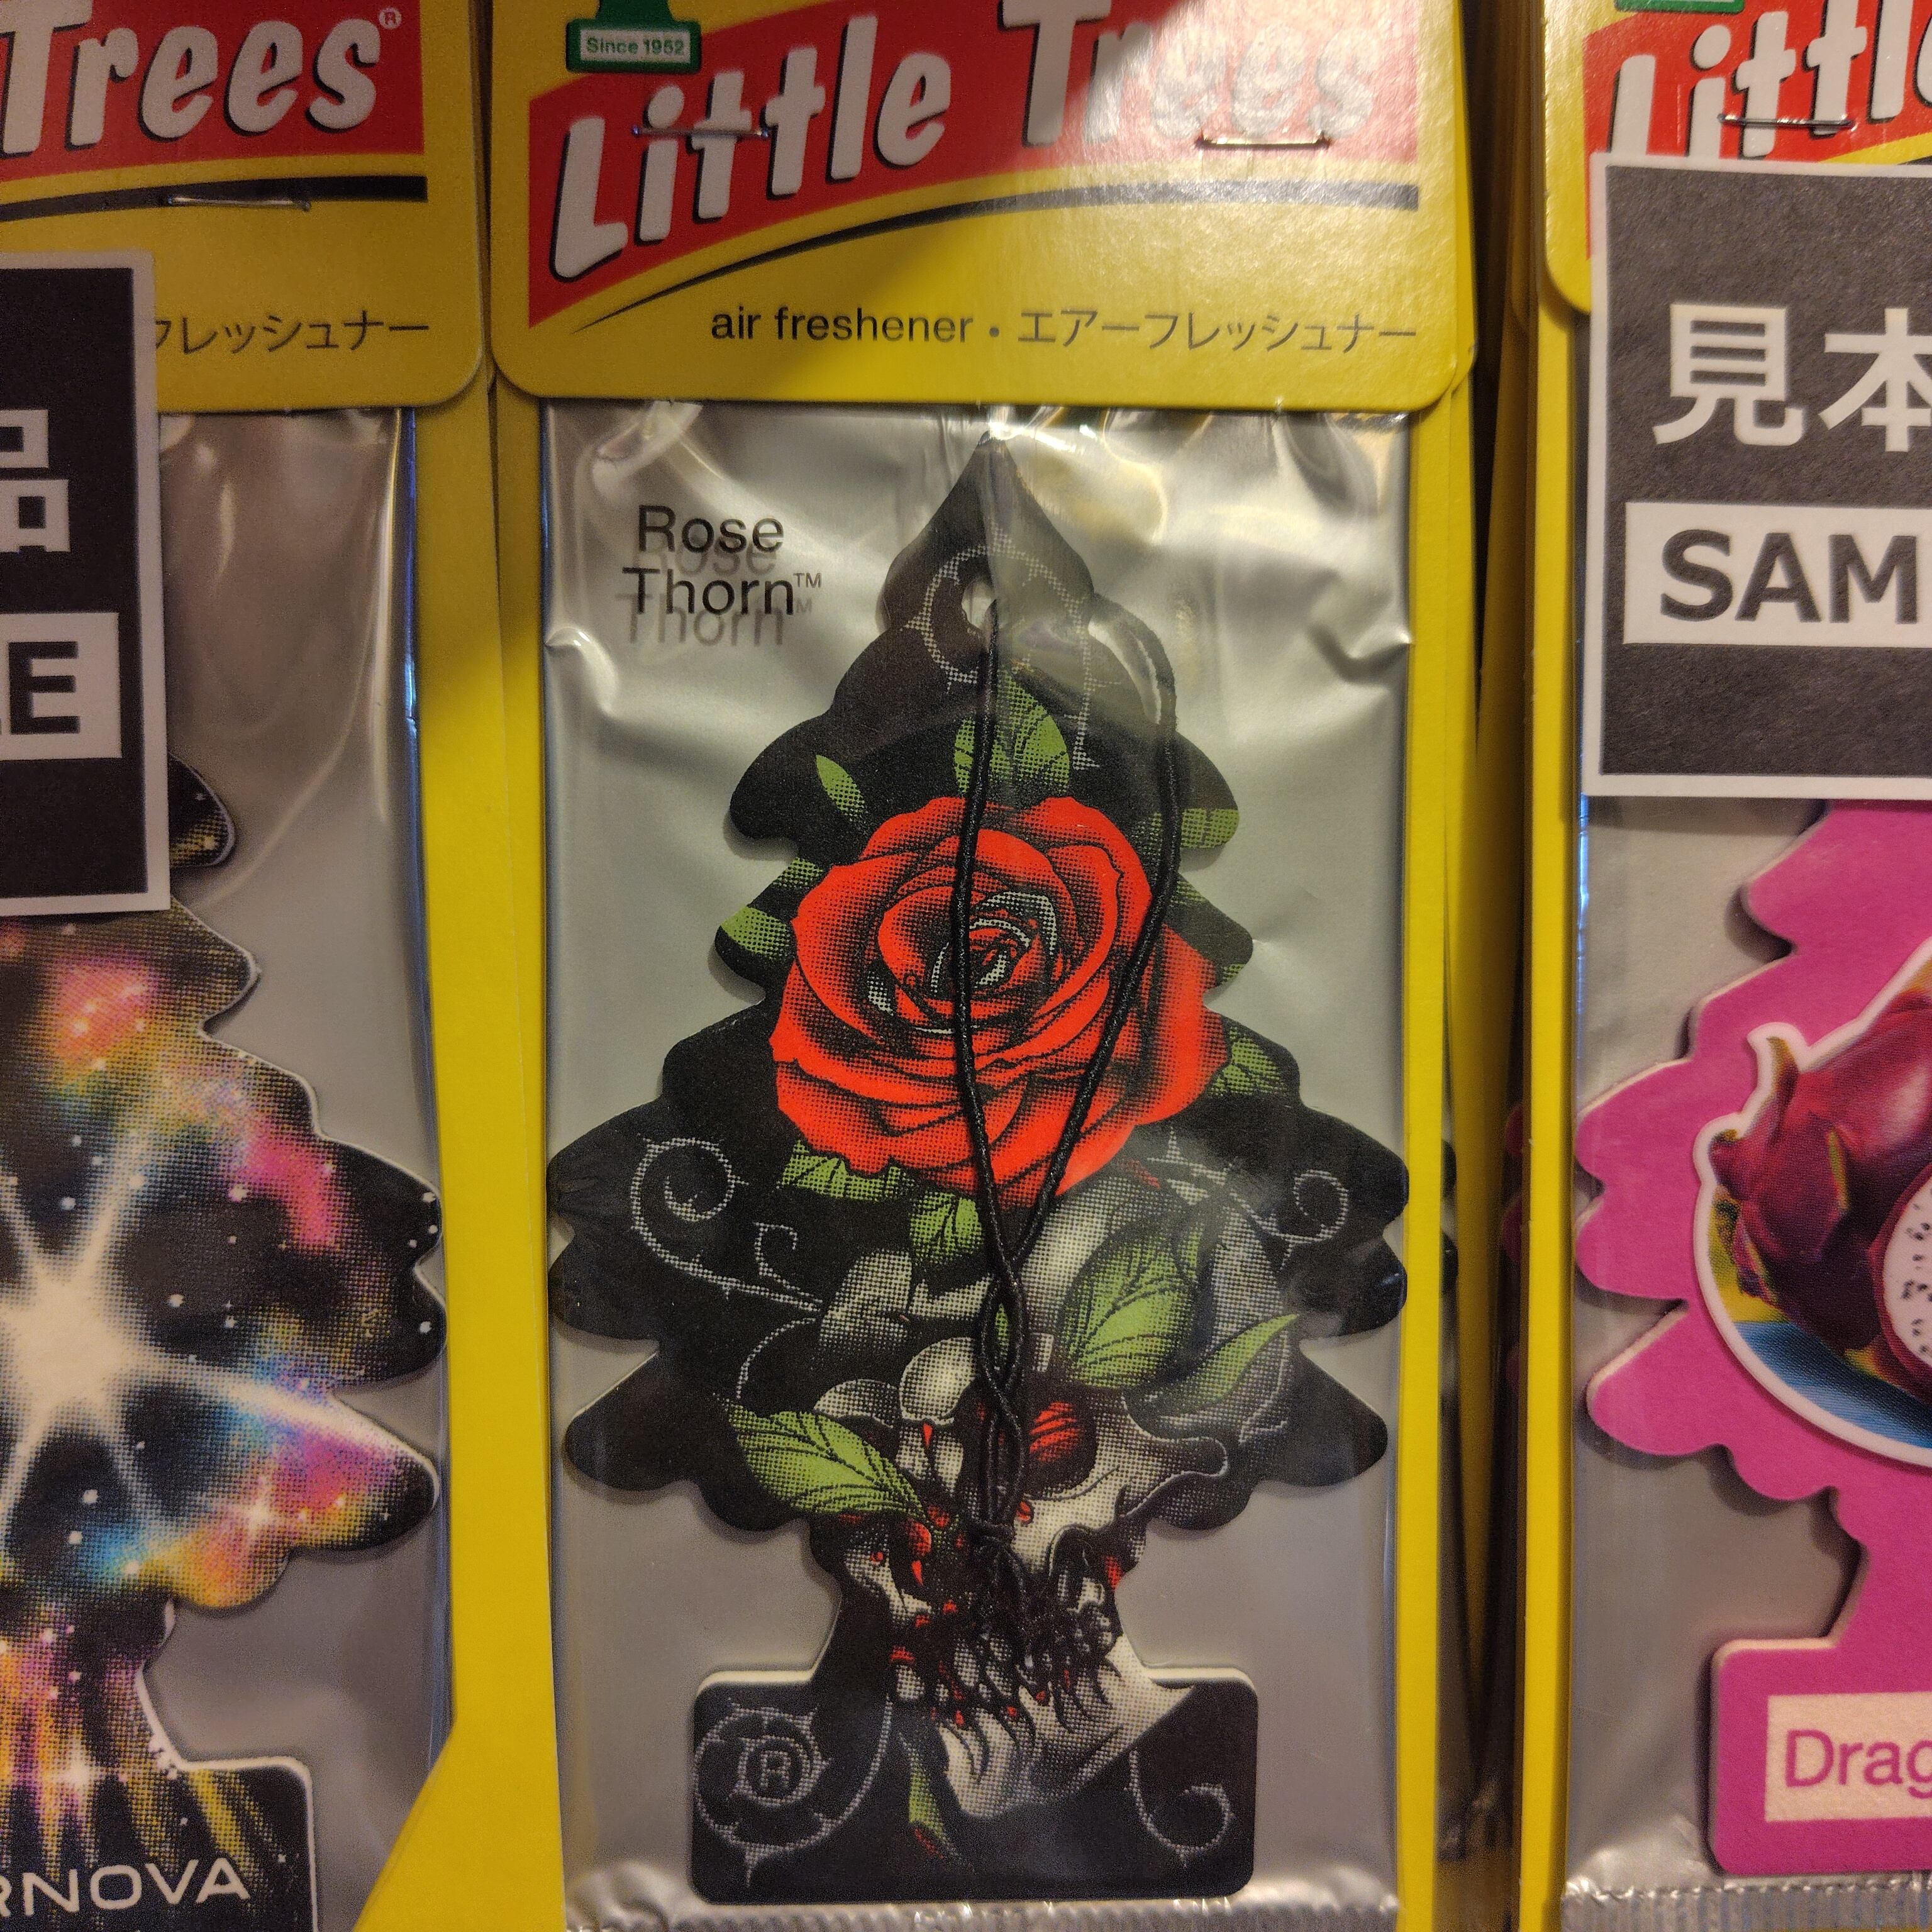 Trees®
フレッシュナー
品
LE
RNOVA
Since 1952
Little Trees
air freshener • エアーフレッシュナー
Rose
Thorn™
®
Little
見本
SAM
Drag